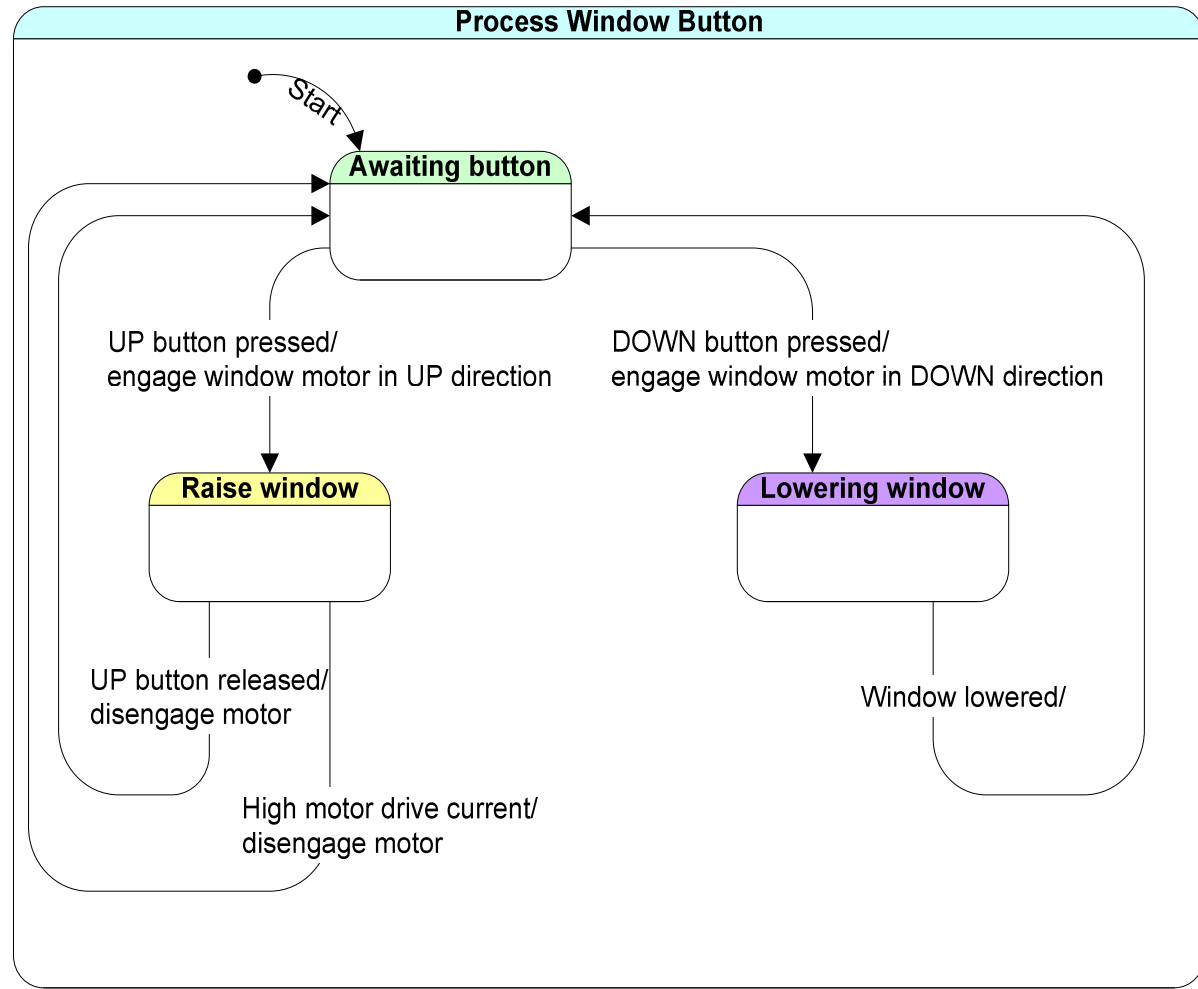 Process Window Button
Start
Awaiting button
UP button pressed/
engage window motor in UP direction
DOWN button pressed/
engage window motor in DOWN direction
Raise window
Lowering window
UP button released/
disengage motor
Window lowered/
High motor drive current/
disengage motor